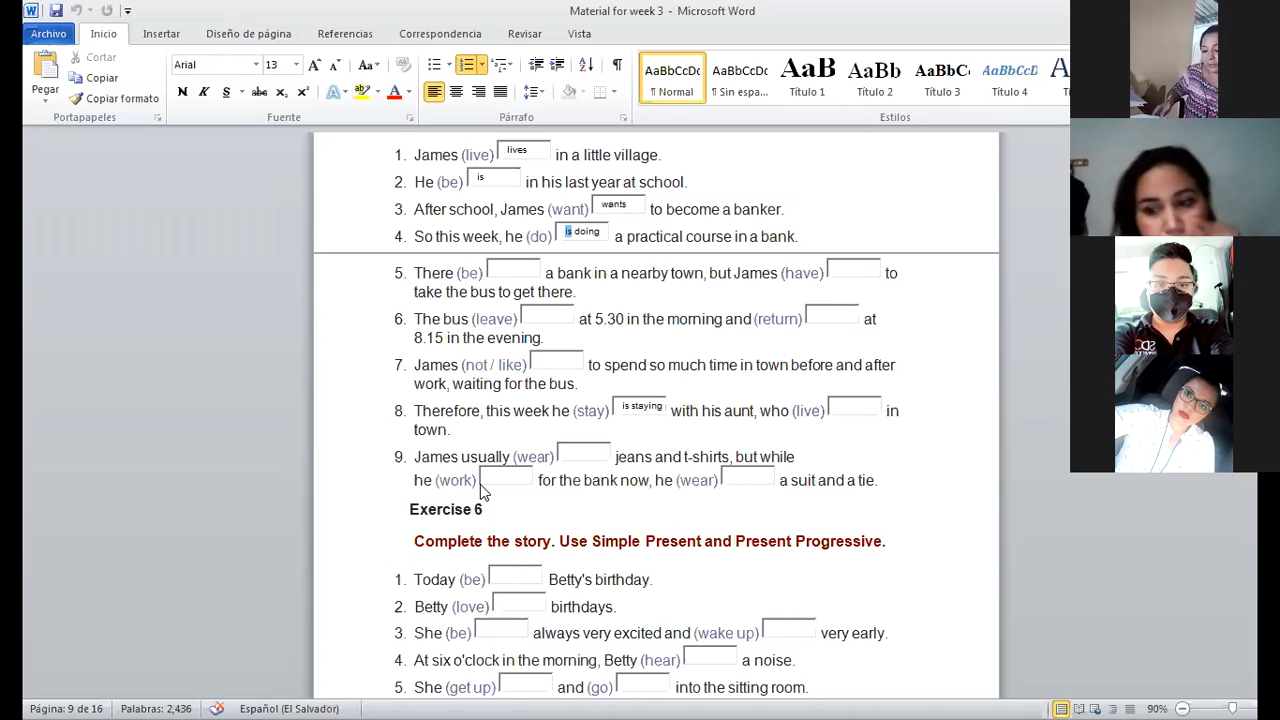 Material for week 3 - Microsoft Word
Archivo Inicio Insertar Diseño de página Referencias Correspondencia Revisar Vista
Pegar
Cortar
Copiar
Copiar formato
Arial 13
AaBbCcDc AaBbCcDc AaB AaBbC AaBbC AaBbCcD
¶ Normal ¶ Sin espa... Título 1 Título 2 Título 3 Título 4
Portapapeles Fuente Párrafo Estilos
1. James (live) lives in a little village.
2. He (be) is in his last year at school.
3. After school, James (want) wants to become a banker.
4. So this week, he (do) is doing a practical course in a bank.
5. There (be) a bank in a nearby town, but James (have) to
take the bus to get there.
6. The bus (leave) at 5.30 in the morning and (return) at
8.15 in the evening.
7. James (not / like) to spend so much time in town before and after
work, waiting for the bus.
8. Therefore, this week he (stay) is staying with his aunt, who (live) in
town.
9. James usually (wear) jeans and t-shirts, but while
he (work) for the bank now, he (wear) a suit and a tie.
Exercise 6
Complete the story. Use Simple Present and Present Progressive.
1. Today (be) Betty's birthday.
2. Betty (love) birthdays.
3. She (be) always very excited and (wake up) very early.
4. At six o'clock in the morning, Betty (hear) a noise.
5. She (get up) and (go) into the sitting room.
Página: 9 de 16 Palabras: 2,436 Español (El Salvador) 90%